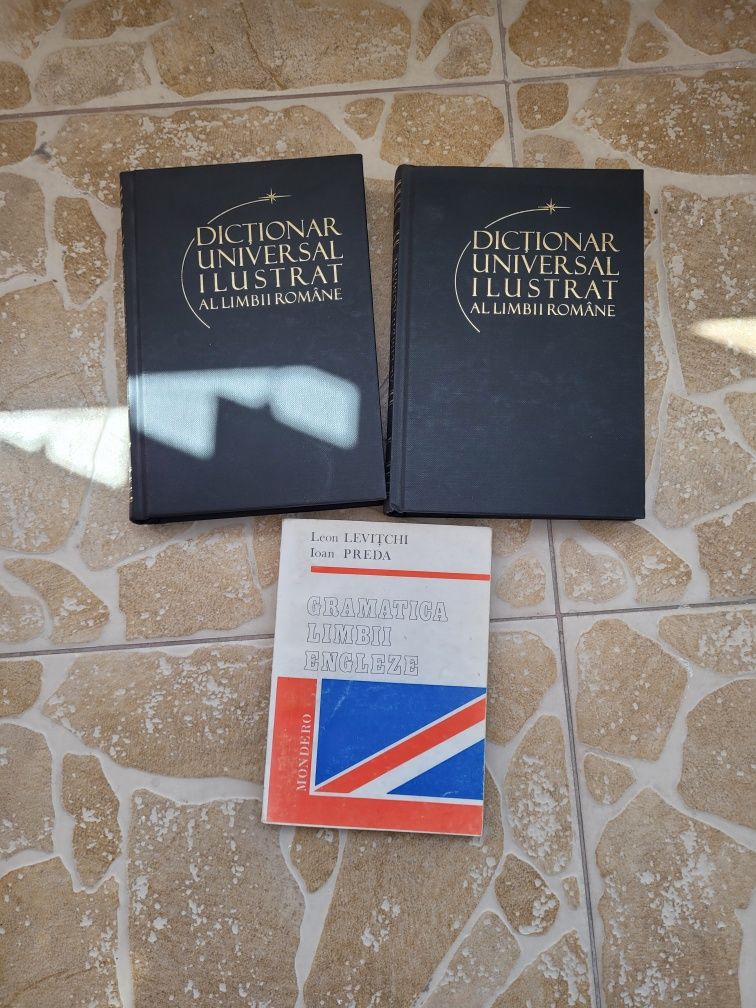 DICȚIONAR
UNIVERSAL
ILUSTRAT
AL LIMBII ROMÂNE
DICȚIONAR
UNIVERSAL
ILUSTRAT
AL LIMBII ROMÂNE
Leon LEVIȚCHI
Ioan PREDA
GRAMATICA
LIMBII
ENGLEZE
MONDERO